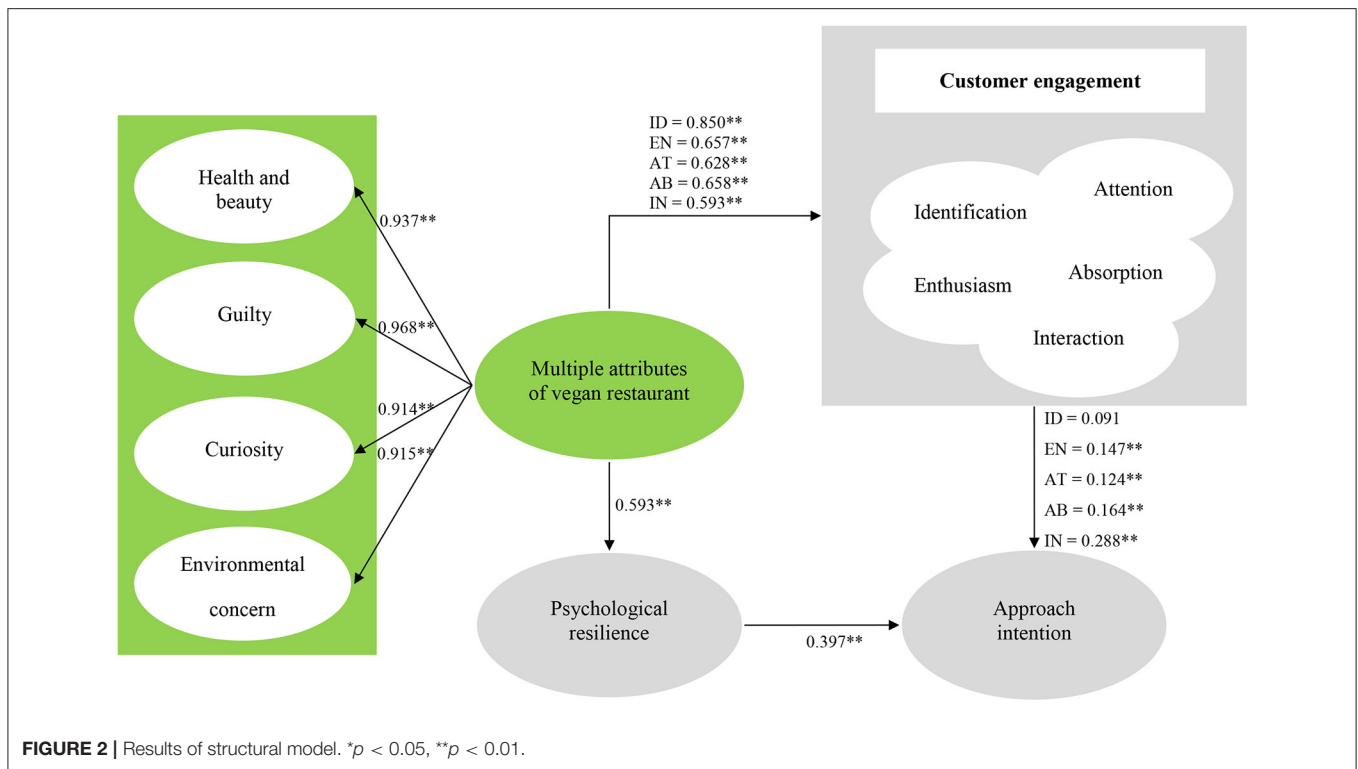 Customer engagement
ID = 0.850**
EN = 0.657**
AT = 0.628**
AB = 0.658**
IN = 0.593**
Health and
beauty
Guilty
Curiosity
Environmental
concern
0.937**
0.968**
0.914**
0.915**
Multiple attributes
of vegan restaurant
Identification
Attention
Enthusiasm
Absorption
Interaction
ID = 0.091
EN = 0.147**
AT = 0.124**
AB = 0.164**
IN = 0.288**
0.593**
Psychological
resilience
0.397**
Approach
intention
FIGURE 2 | Results of structural model. *p < 0.05, **p < 0.01.